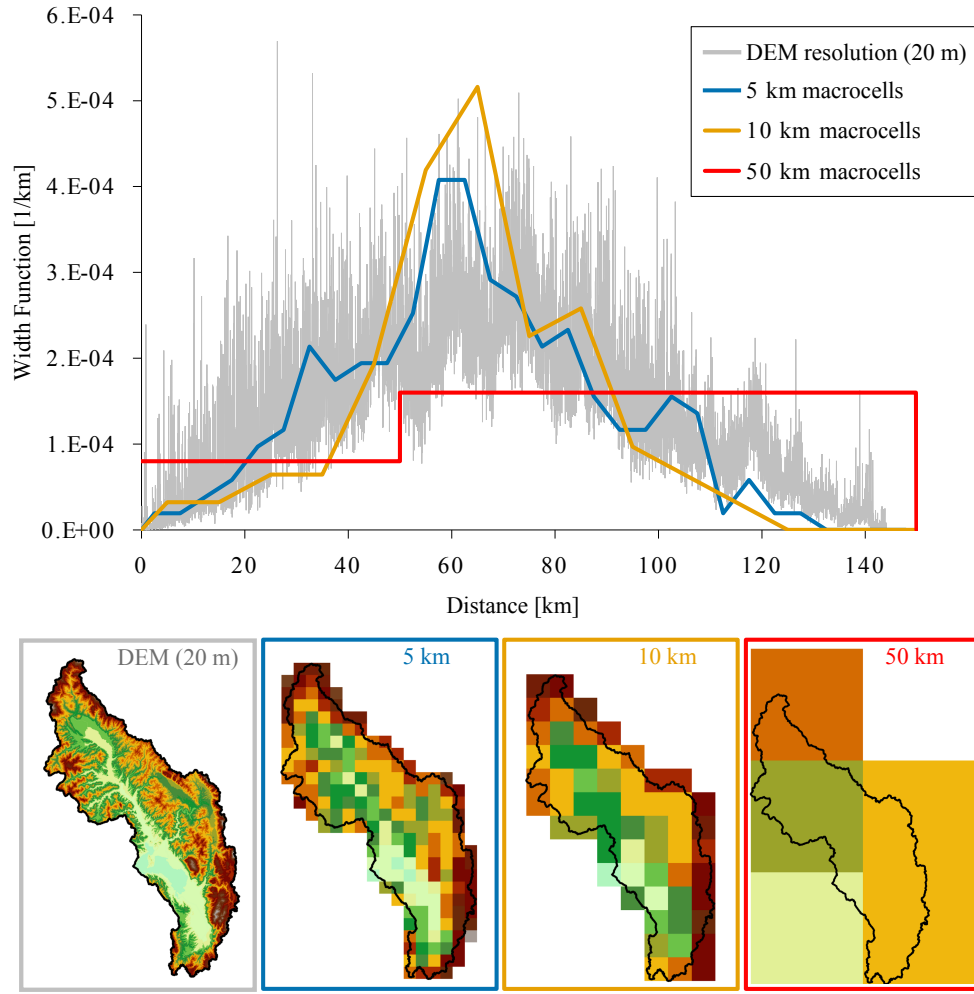 6.E-04
5.E-04
4.E-04
3.E-04
2.E-04
1.E-04
0.E+00
Width Function [1/km]
DEM resolution (20 m)
5 km macrocells
10 km macrocells
50 km macrocells
0 20 40 60 80 100 120 140
Distance [km]
DEM (20 m)
5 km
10 km
50 km